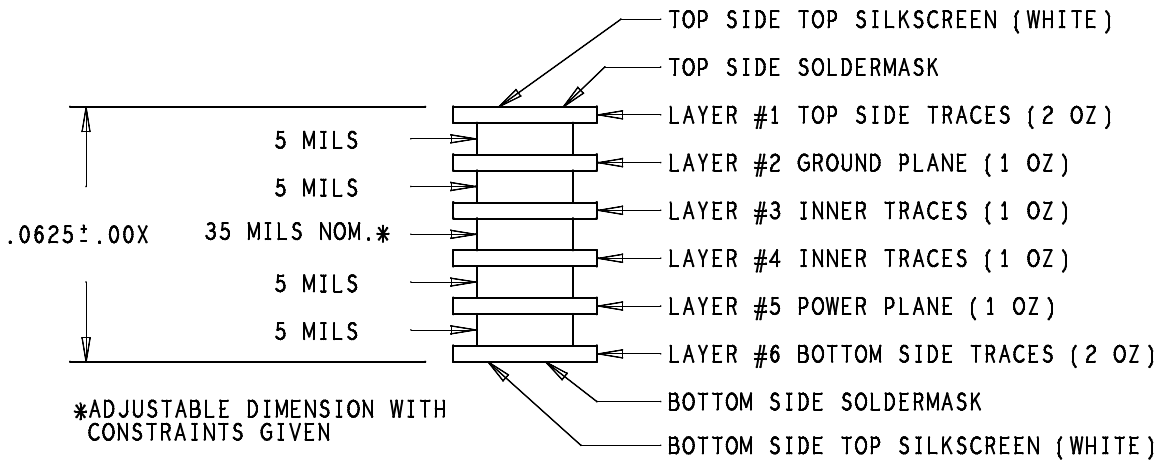 TOP SIDE TOP SILKSCREEN (WHITE)
TOP SIDE SOLDERMASK
LAYER #1 TOP SIDE TRACES (2 OZ)
5 MILS
LAYER #2 GROUND PLANE (1 OZ)
5 MILS
LAYER #3 INNER TRACES (1 OZ)
.0625±.00X
35 MILS NOM.*
LAYER #4 INNER TRACES (1 OZ)
5 MILS
LAYER #5 POWER PLANE (1 OZ)
5 MILS
LAYER #6 BOTTOM SIDE TRACES (2 OZ)
*ADJUSTABLE DIMENSION WITH
CONSTRAINTS GIVEN
BOTTOM SIDE SOLDERMASK
BOTTOM SIDE TOP SILKSCREEN (WHITE)